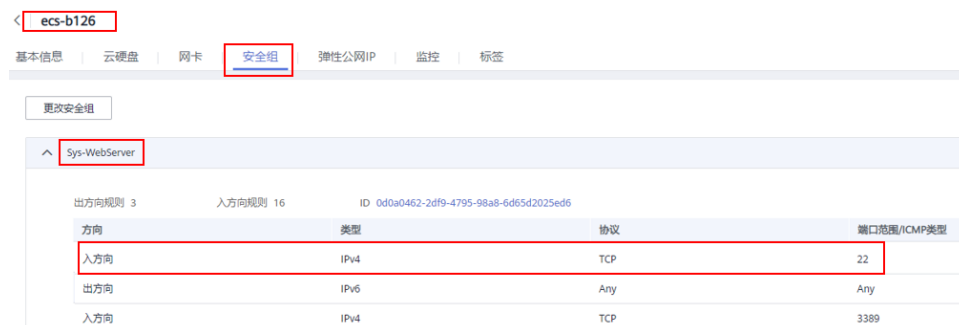 ecs-b126
基本信息 云硬盘 网卡 安全组 弹性公网IP 监控 标签
更改安全组
Sys-WebServer
出方向规则 3 入方向规则 16 ID 0d0a0462-2df9-4795-98a8-6d65d2025ed6
方向 类型 协议 端口范围/ICMP类型
入方向 IPv4 TCP 22
出方向 IPv6 Any Any
入方向 IPv4 TCP 3389